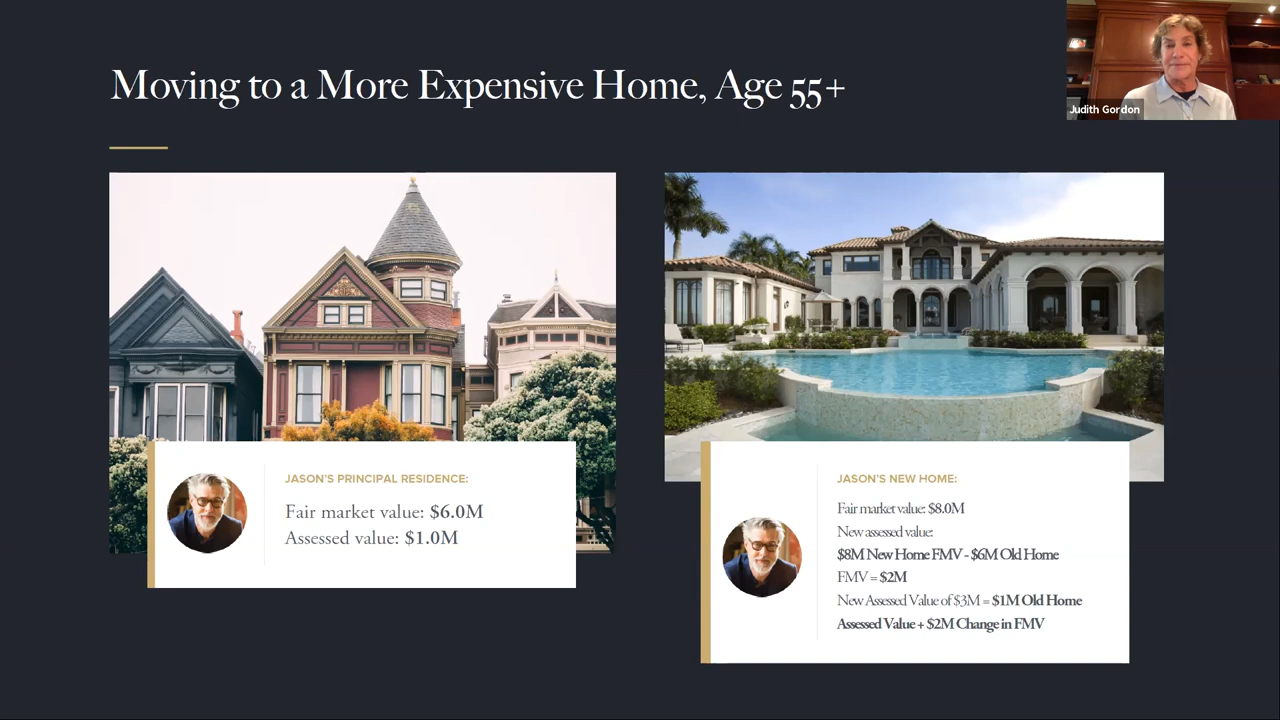 Moving to a More Expensive Home, Age 55+
Judith Gordon
JASON'S PRINCIPAL RESIDENCE:
Fair market value: $6.0M
Assessed value: $1.0M
JASON'S NEW HOME:
Fair market value: $8.0M
New assessed value:
$8M New Home FMV - $6M Old Home
FMV = $2M
New Assessed Value of $3M = $1M Old Home
Assessed Value + $2M Change in FMV